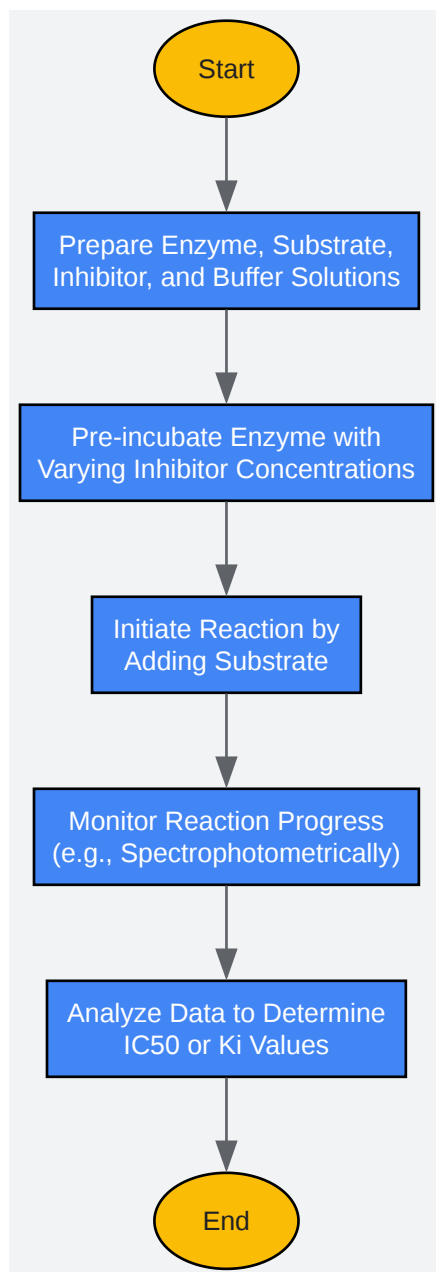 Start
Prepare Enzyme, Substrate,
Inhibitor, and Buffer Solutions
Pre-incubate Enzyme with
Varying Inhibitor Concentrations
Initiate Reaction by
Adding Substrate
Monitor Reaction Progress
(e.g., Spectrophotometrically)
Analyze Data to Determine
IC50 or Ki Values
End